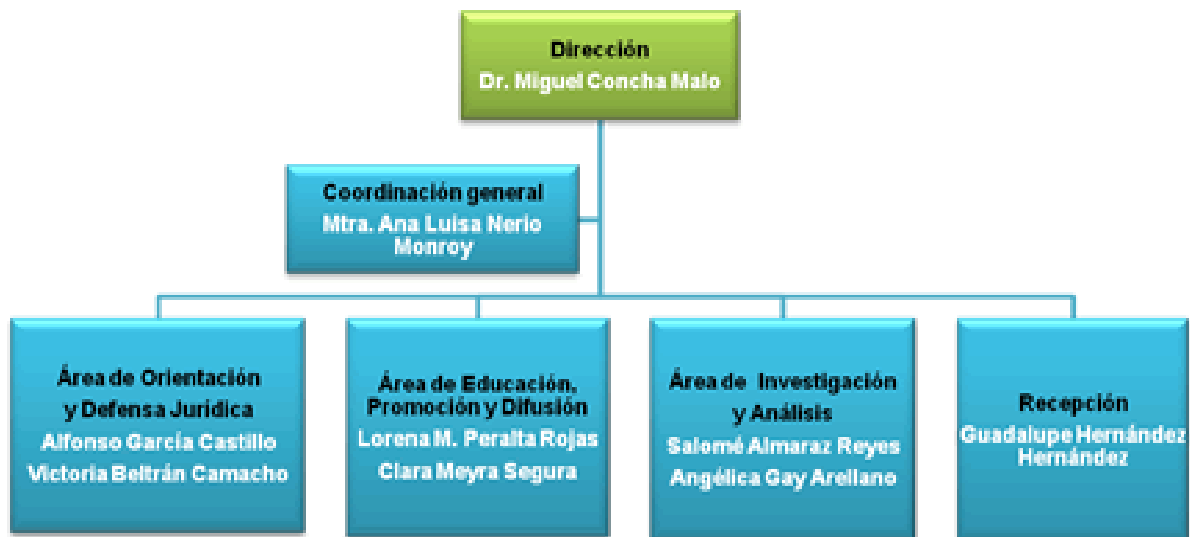 Dirección
Dr. Miguel Concha Malo
Coordinación general
Mtra. Ana Luisa Nerio
Monroy
Área de Orientación
y Defensa Jurídica
Alfonso García Castillo
Victoria Beltrán Camacho
Área de Educación,
Promoción y Difusión
Lorena M. Peralta Rojas
Clara Meyra Segura
Área de Investigación
y Análisis
Salomé Almaraz Reyes
Angélica Gay Arellano
Recepción
Guadalupe Hernández
Hernández